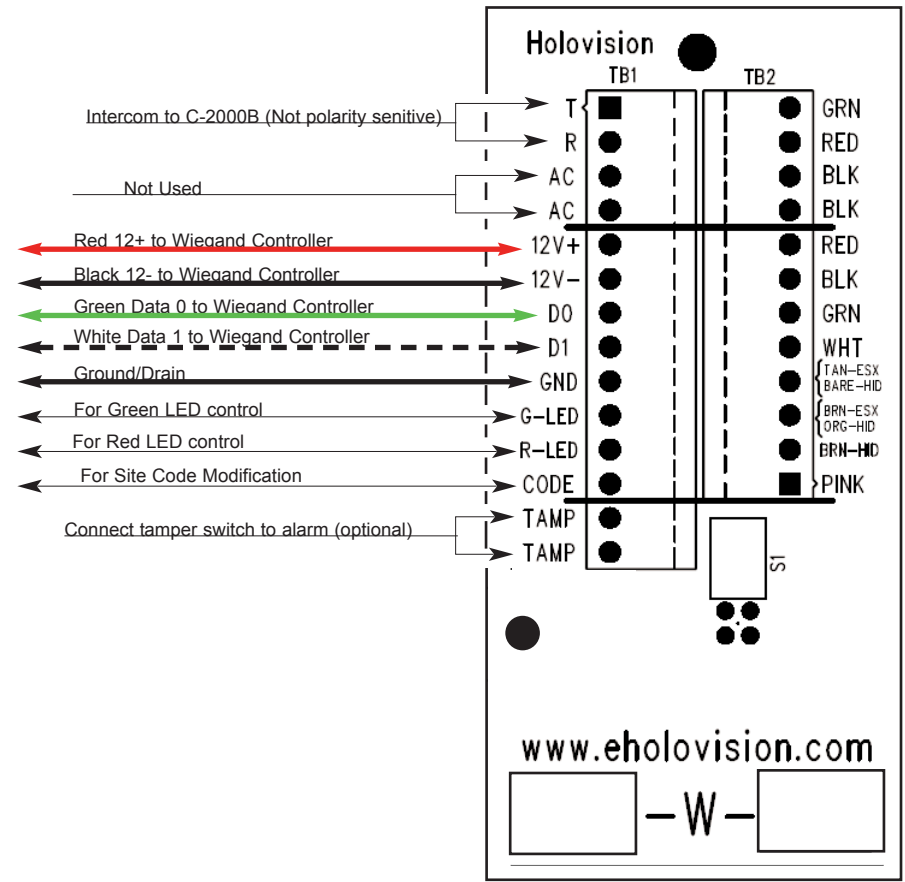 Holovision
TB1
TB2
Intercom to C-2000B (Not polarity senitive)
T
GRN
R
RED
Not Used
AC
BLK
AC
BLK
Red 12+ to Wiegand Controller
12V+
RED
Black 12- to Wiegand Controller
12V-
BLK
Green Data 0 to Wiegand Controller
D0
GRN
White Data 1 to Wiegand Controller
D1
WHT
Ground/Drain
GND
TAN-ESX
BARE-HID
For Green LED control
G-LED
BRN-ESX
ORG-HID
For Red LED control
R-LED
BRN-HID
For Site Code Modification
CODE
PINK
Connect tamper switch to alarm (optional)
TAMP
TAMP
S1
www.eholovision.com
-W-